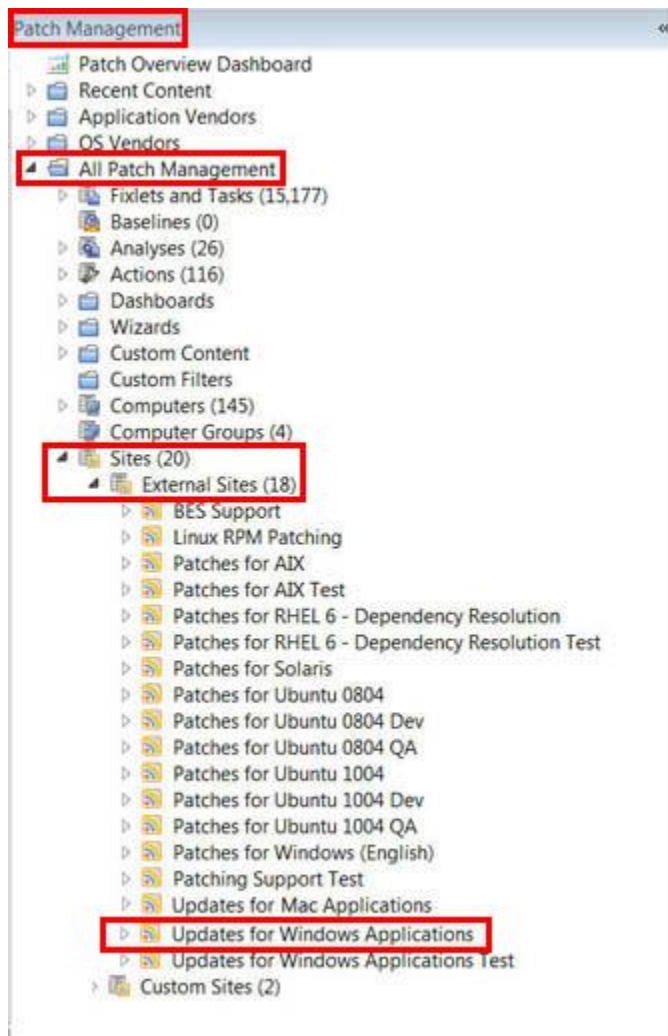 Patch Management
Patch Overview Dashboard
Recent Content
Application Vendors
OS Vendors
All Patch Management
Fixlets and Tasks (15,177)
Baselines (0)
Analyses (26)
Actions (116)
Dashboards
Wizards
Custom Content
Custom Filters
Computers (145)
Computer Groups (4)
Sites (20)
External Sites (18)
BES Support
Linux RPM Patching
Patches for AIX
Patches for AIX Test
Patches for RHEL 6 - Dependency Resolution
Patches for RHEL 6 - Dependency Resolution Test
Patches for Solaris
Patches for Ubuntu 0804
Patches for Ubuntu 0804 Dev
Patches for Ubuntu 0804 QA
Patches for Ubuntu 1004
Patches for Ubuntu 1004 Dev
Patches for Ubuntu 1004 QA
Patches for Windows (English)
Patching Support Test
Updates for Mac Applications
Updates for Windows Applications
Updates for Windows Applications Test
Custom Sites (2)